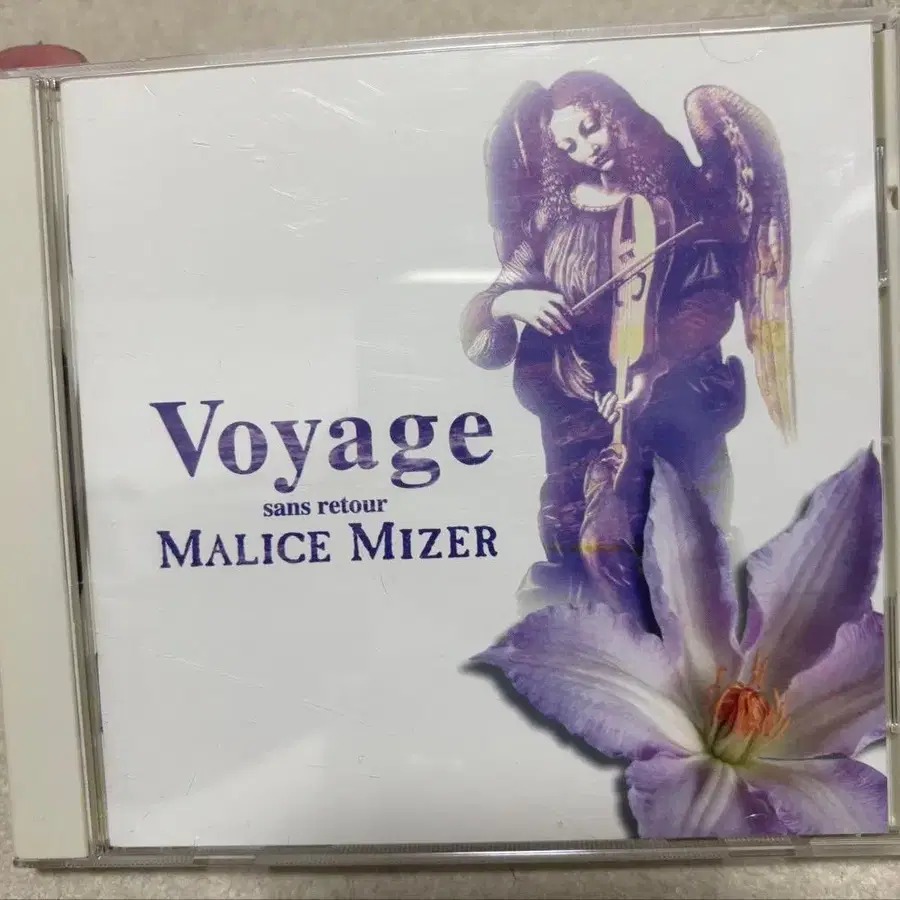 Voyage
sans retour
MALICE MIZER